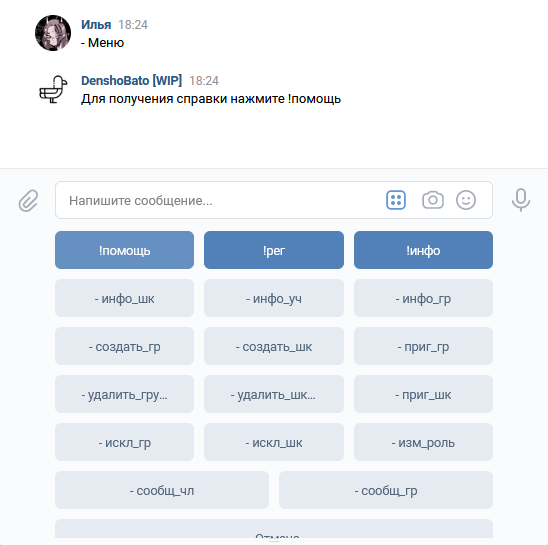 Илья 18:24
- Меню
DenshoBato [WIP] 18:24
Для получения справки нажмите !помощь
Напишите сообщение...
!помощь !рег !инфо
- инфо_шк - инфо_уч - инфо_гр
- создать_гр - создать_шк - приг_гр
- удалить_гру... - удалить_шк... - приг_шк
- искл_гр - искл_шк - изм_роль
- сообщ_чл - сообщ_гр
Отмена